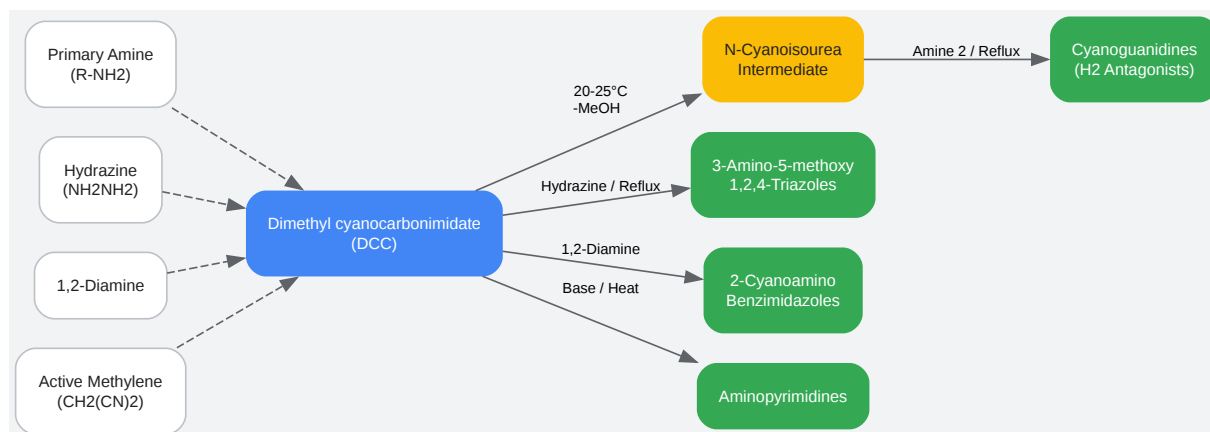 Primary Amine
(R-NH2)
Hydrazine
(NH2NH2)
1,2-Diamine
Active Methylene
(CH2(CN)2)
Dimethyl cyanocarbonimidate
(DCC)
20-25°C
-MeOH
Hydrazine / Reflux
1,2-Diamine
Base / Heat
N-Cyanoisourea
Intermediate
3-Amino-5-methoxy
1,2,4-Triazoles
2-Cyanoamino
Benzimidazoles
Aminopyrimidines
Amine 2 / Reflux
Cyanoguanidines
(H2 Antagonists)